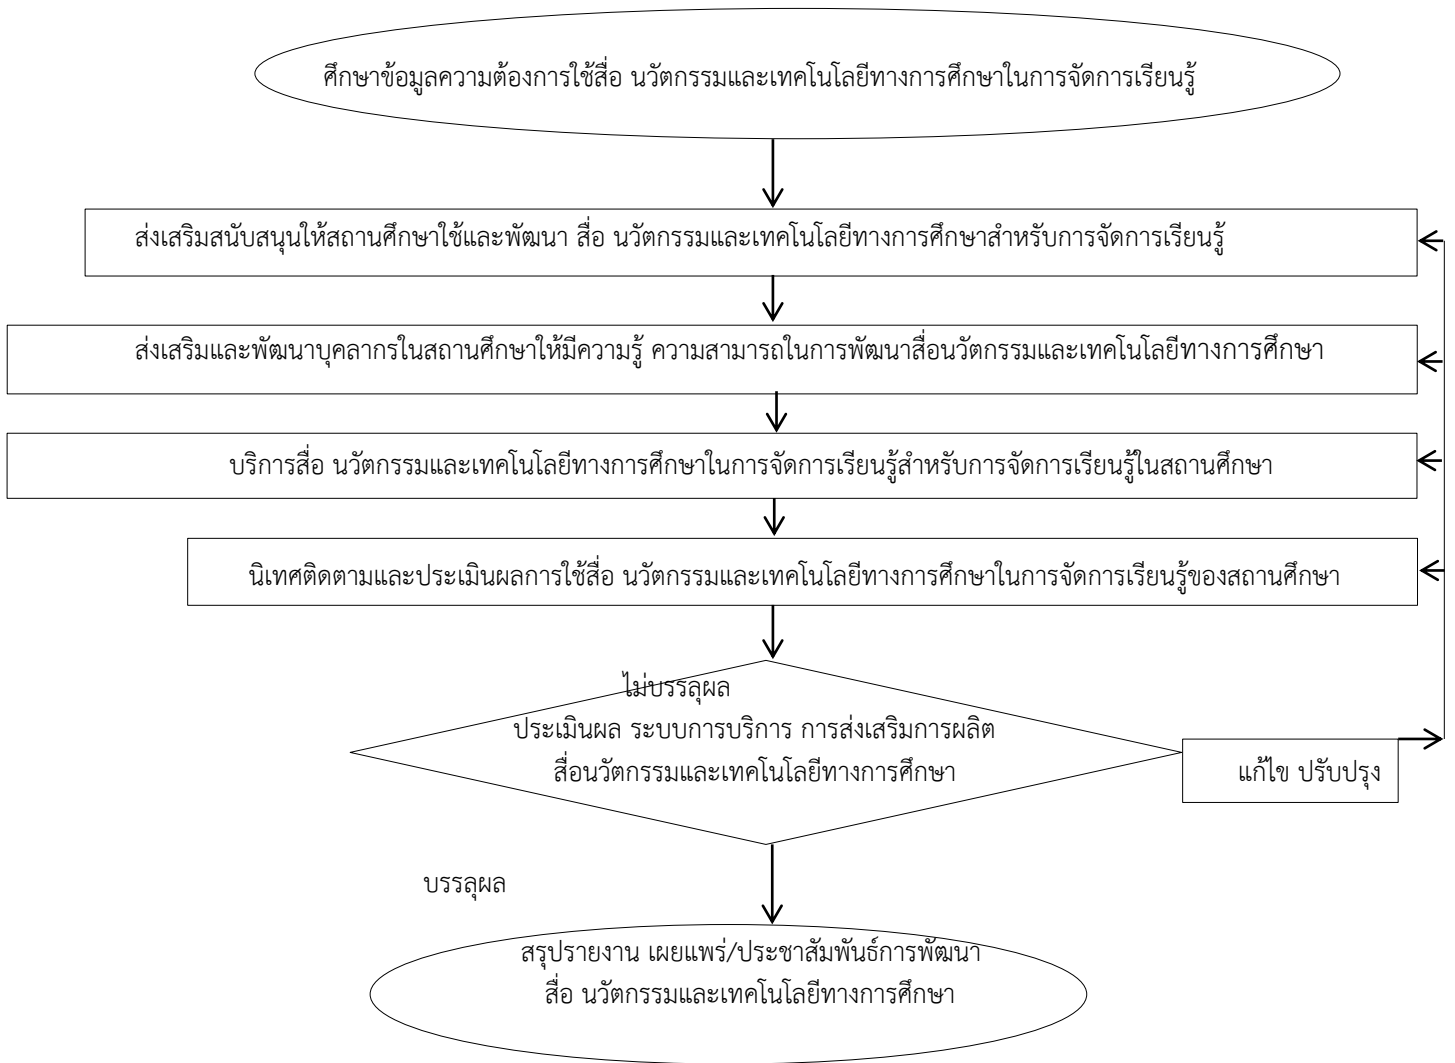 ศึกษาข้อมูลความต้องการใช้สื่อ นวัตกรรมและเทคโนโลยีทางการศึกษาในการจัดการเรียนรู้
ส่งเสริมสนับสนุนให้สถานศึกษาใช้และพัฒนา สื่อ นวัตกรรมและเทคโนโลยีทางการศึกษาสำหรับการจัดการเรียนรู้
ส่งเสริมและพัฒนาบุคลากรในสถานศึกษาให้มีความรู้ ความสามารถในการพัฒนาสื่อนวัตกรรมและเทคโนโลยีทางการศึกษา
บริการสื่อ นวัตกรรมและเทคโนโลยีทางการศึกษาในการจัดการเรียนรู้สำหรับการจัดการเรียนรู้ในสถานศึกษา
นิเทศติดตามและประเมินผลการใช้สื่อ นวัตกรรมและเทคโนโลยีทางการศึกษาในการจัดการเรียนรู้ของสถานศึกษา
ไม่บรรลุผล
ประเมินผล ระบบการบริการ การส่งเสริมการผลิต
สื่อนวัตกรรมและเทคโนโลยีทางการศึกษา
แก้ไข ปรับปรุง
บรรลุผล
สรุปรายงาน เผยแพร่/ประชาสัมพันธ์การพัฒนา
สื่อ นวัตกรรมและเทคโนโลยีทางการศึกษา